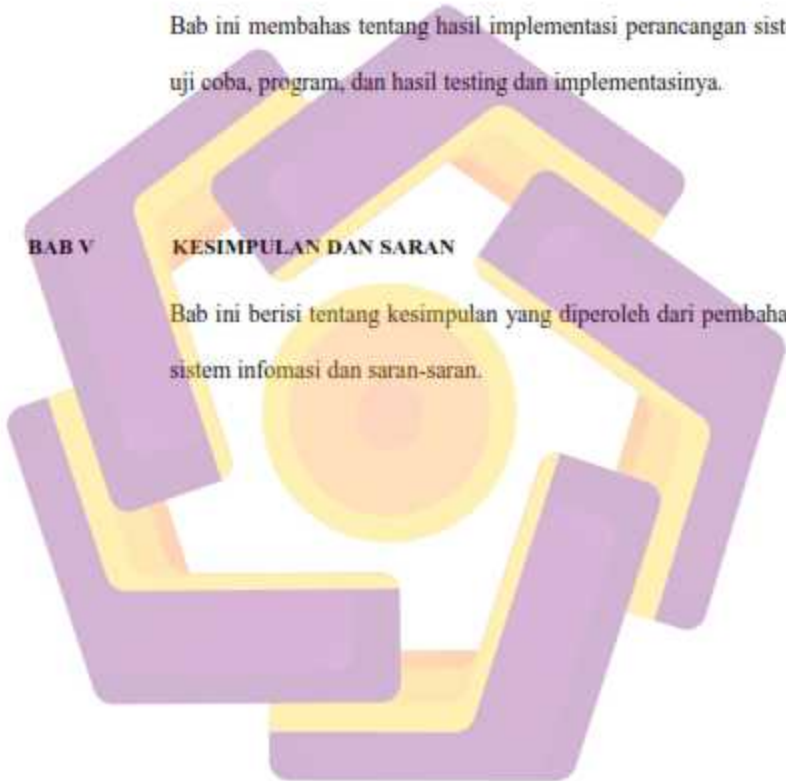 Bab ini membahas tentang hasil implementasi perancangan sist
uji coba, program, dan hasil testing dan implementasinya.
BAB V KESIMPULAN DAN SARAN
Bab ini berisi tentang kesimpulan yang diperoleh dari pembaha
sistem infomasi dan saran-saran.